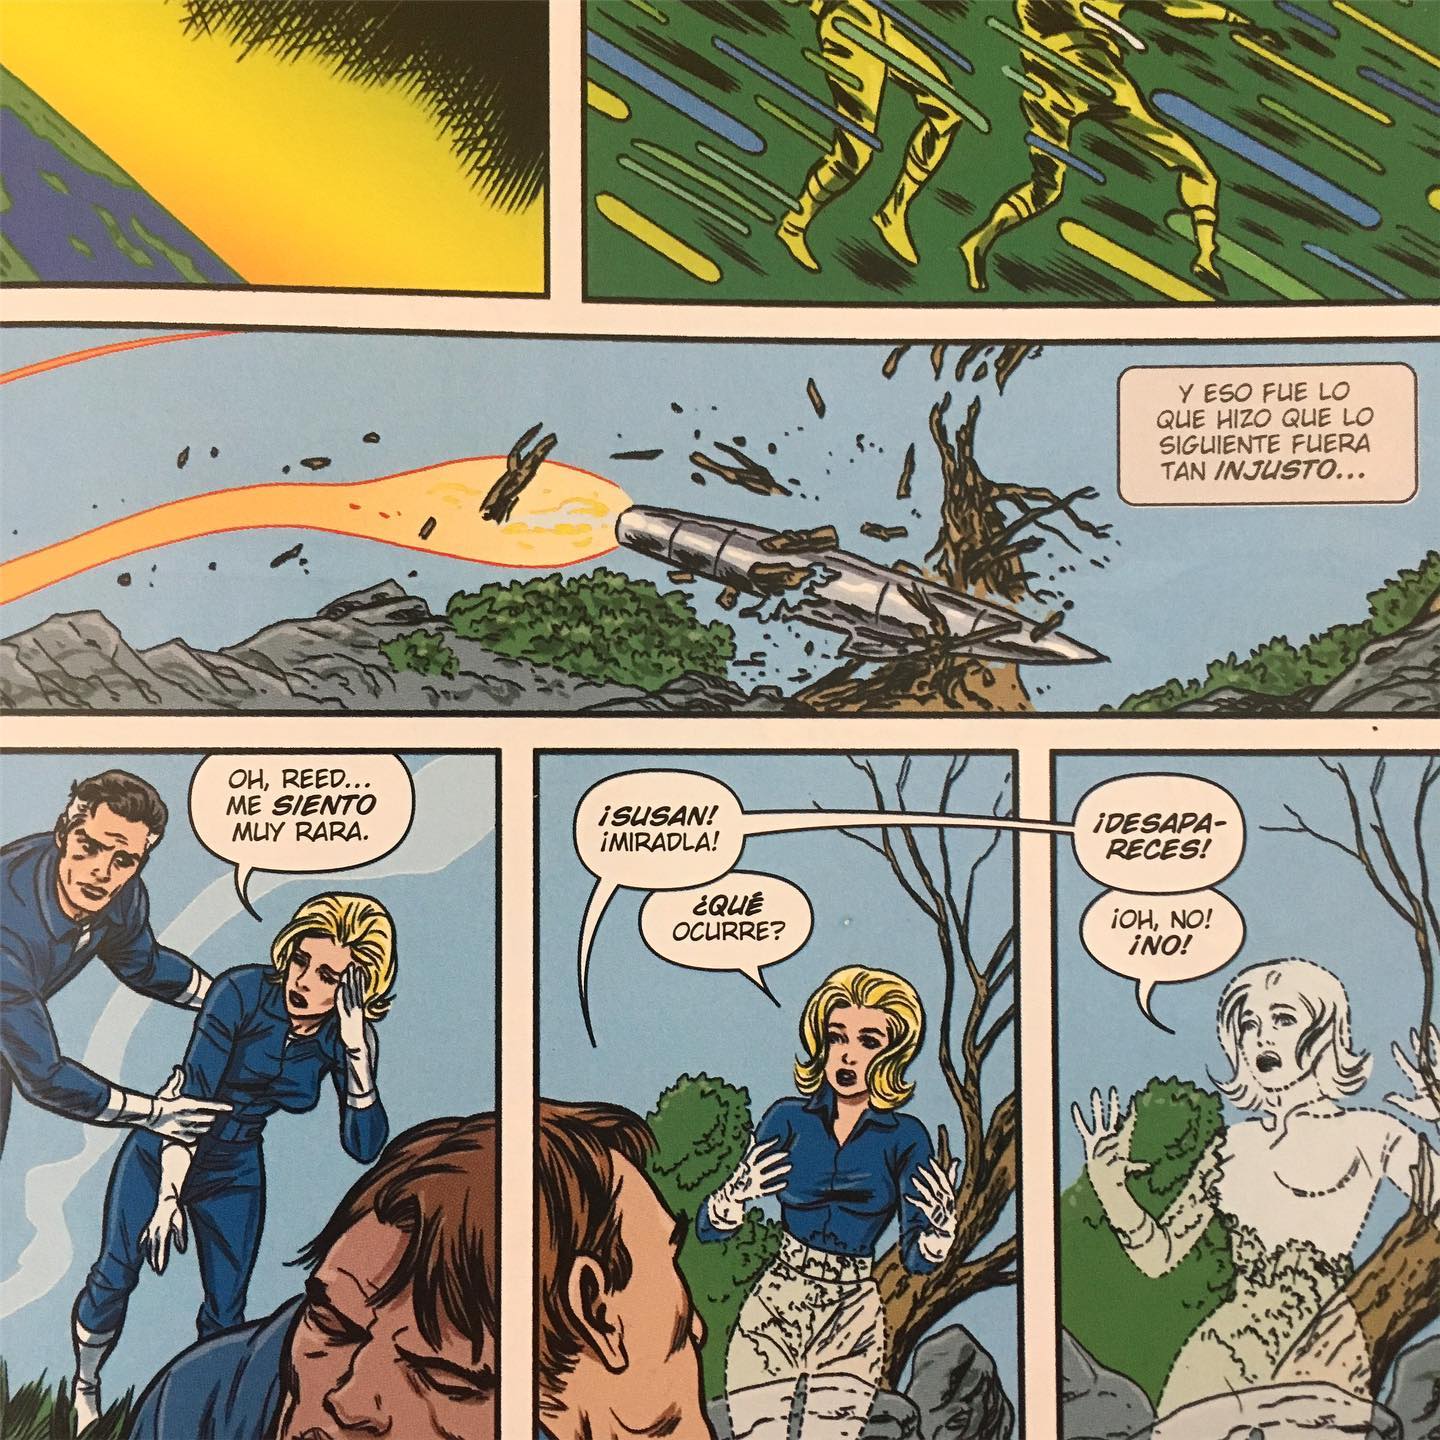 Y ESO FUE LO
QUE HIZO QUE LO
SIGUIENTE FUERA
TAN INJUSTO...
OH, REED...
ME SIENTO
MUY RARA.
¡SUSAN!
¡MIRADLA!
¿QUÉ
OCURRE?
¡DESAPA-
RECES!
¡OH, NO!
¡NO!